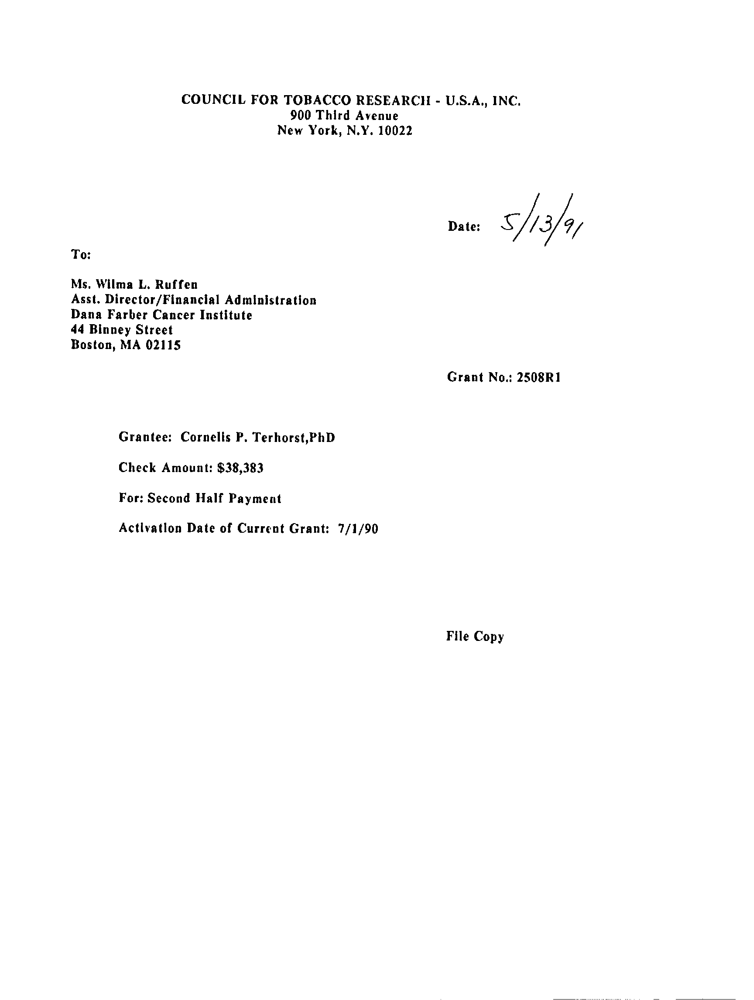 COUNCIL FOR TOBACCO RESEARCH - U.S.A., INC.
900 Third Avenue
New York, N.Y. 10022
Date: 5/13/91
To:
Ms. Wilma L. Ruffen
Asst. Director/Financial Administration
Dana Farber Cancer Institute
44 Binney Street
Boston, MA 02115
Grant No.: 2508R1
Grantee: Cornelis P. Terhorst,PhD
Check Amount: $38,383
For: Second Half Payment
Activation Date of Current Grant: 7/1/90
File Copy